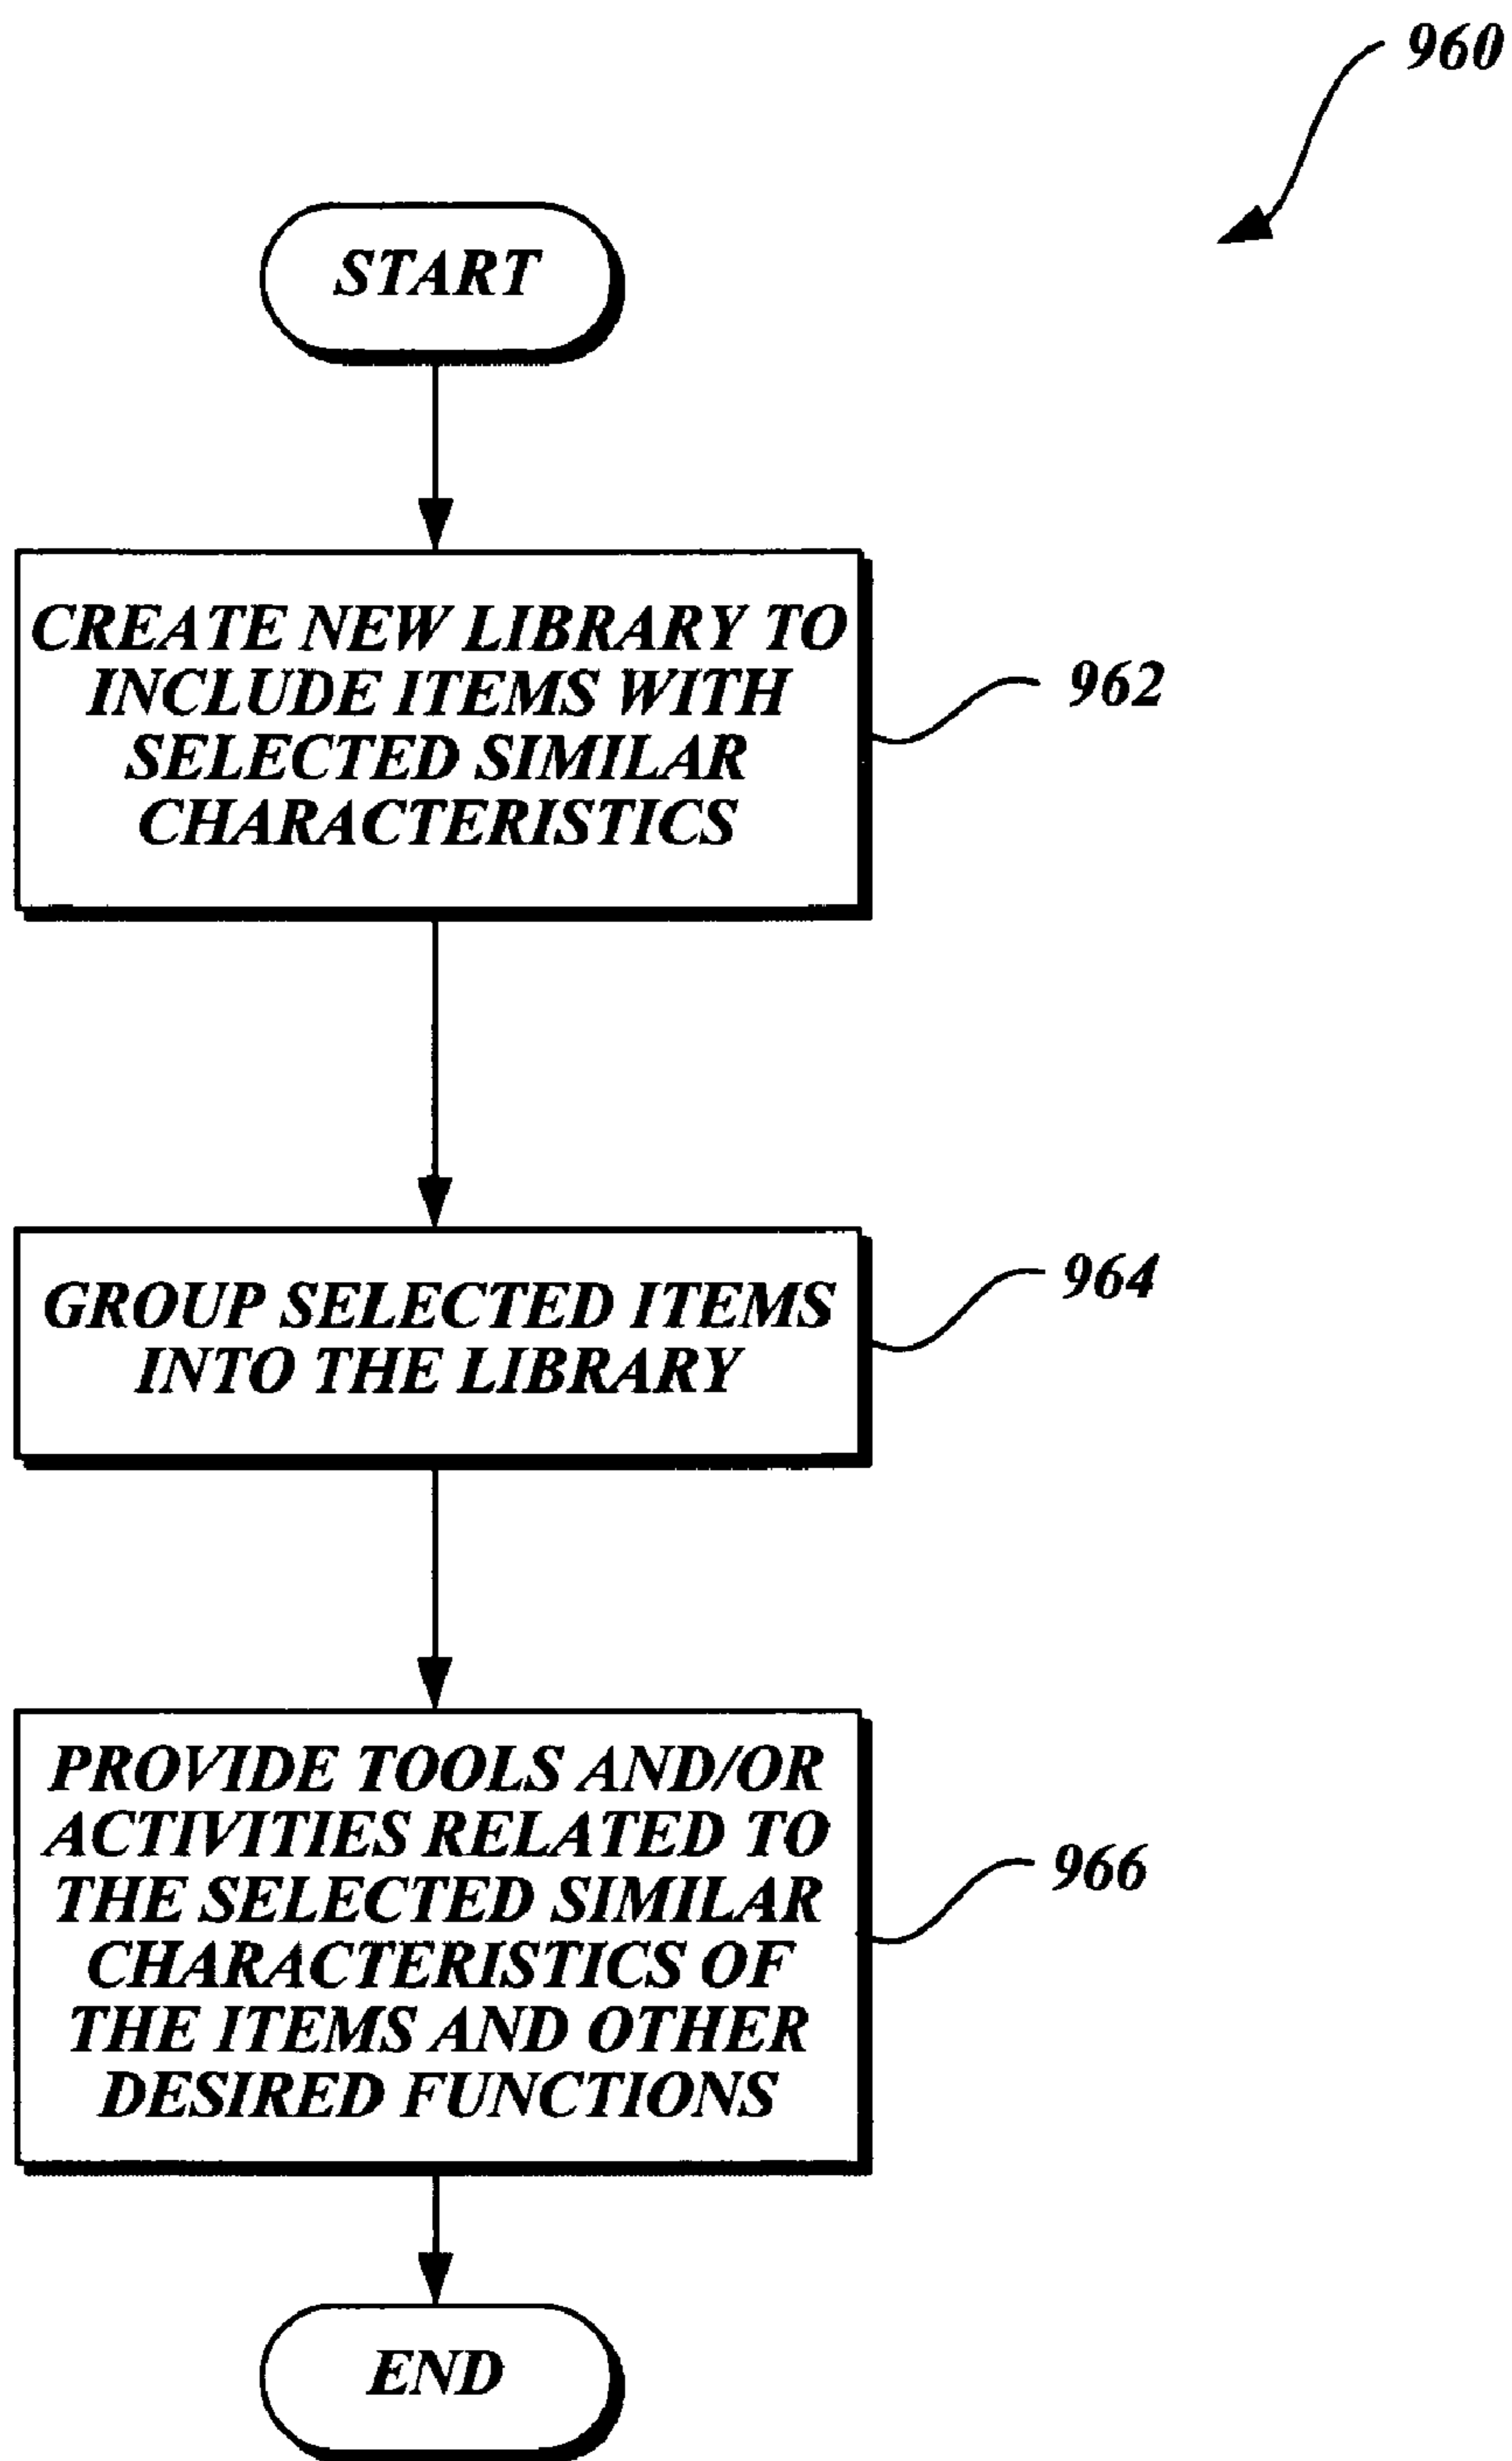 960
START
CREATE NEW LIBRARY TO
INCLUDE ITEMS WITH
SELECTED SIMILAR
CHARACTERISTICS
962
GROUP SELECTED ITEMS
INTO THE LIBRARY
964
PROVIDE TOOLS AND/OR
ACTIVITIES RELATED TO
THE SELECTED SIMILAR
CHARACTERISTICS OF
THE ITEMS AND OTHER
DESIRED FUNCTIONS
966
END